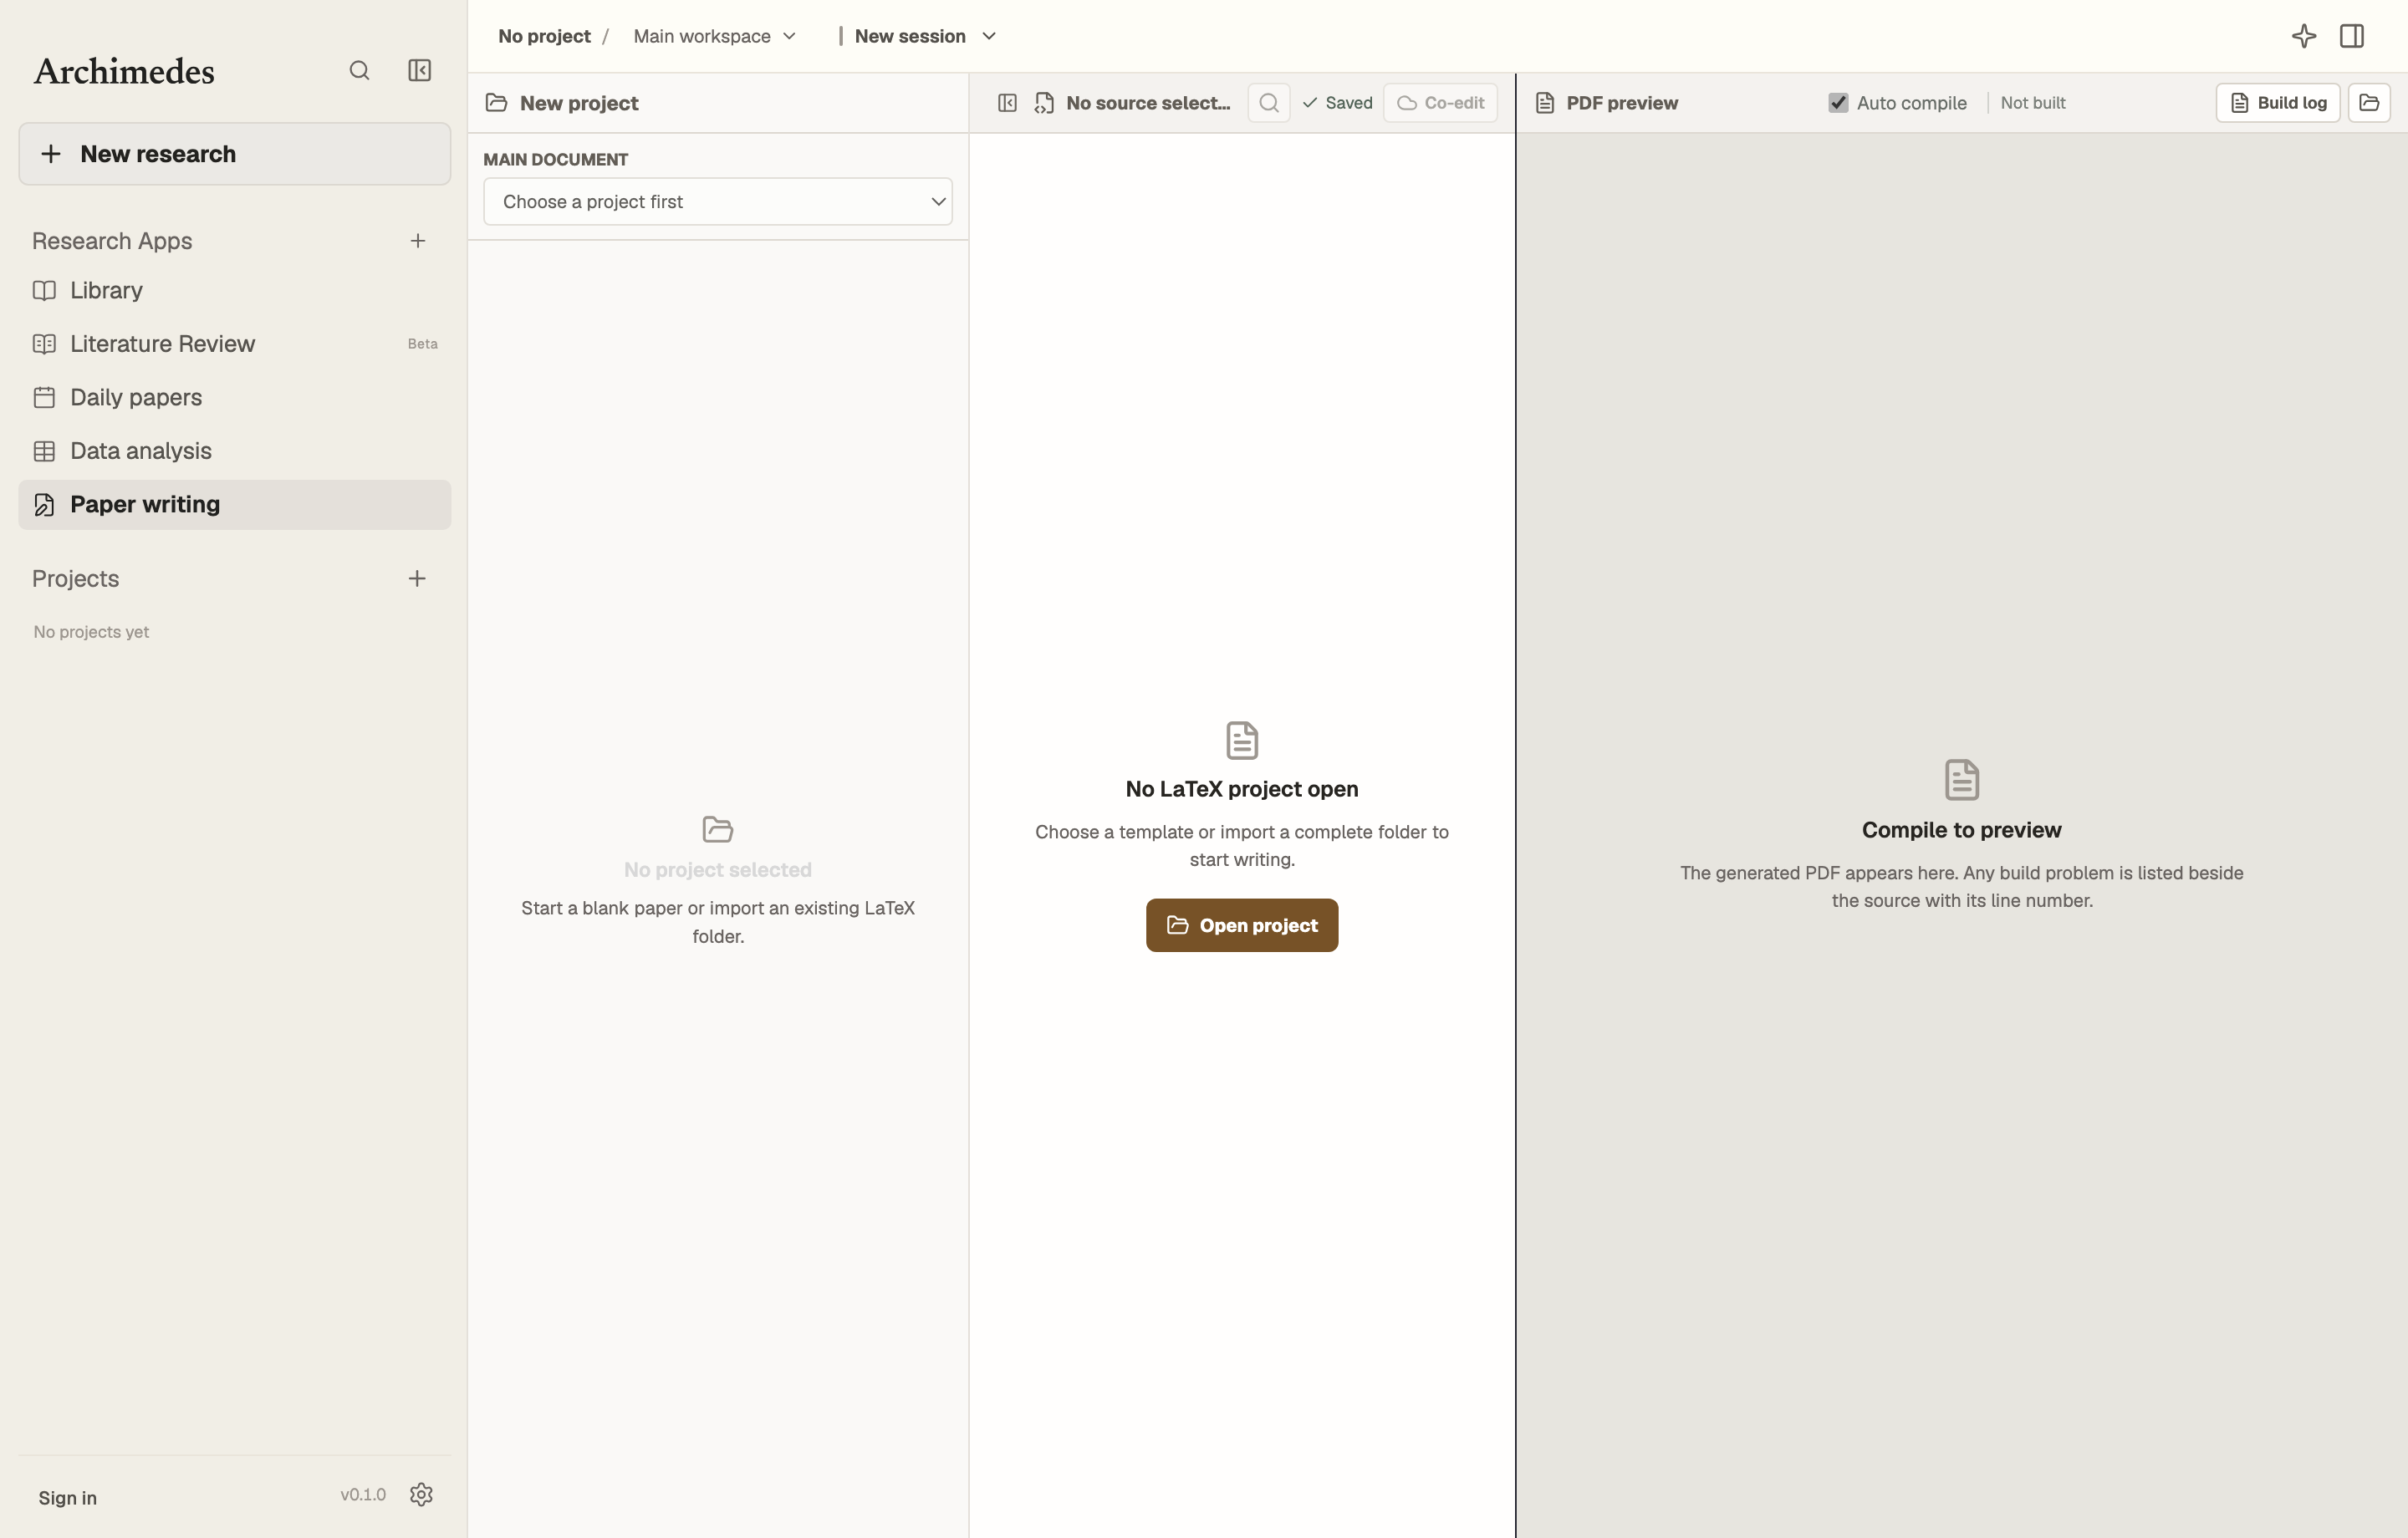 Archimedes
New research
Research Apps
Library
Literature Review
Beta
Daily papers
Data analysis
Paper writing
Projects
No projects yet
Sign in
v0.1.0
No project / Main workspace
New session
New project
MAIN DOCUMENT
Choose a project first
No project selected
Start a blank paper or import an existing LaTeX
folder.
No source select...
Saved
Co-edit
No LaTeX project open
Choose a template or import a complete folder to
start writing.
Open project
PDF preview
Auto compile
Not built
Build log
Compile to preview
The generated PDF appears here. Any build problem is listed beside
the source with its line number.